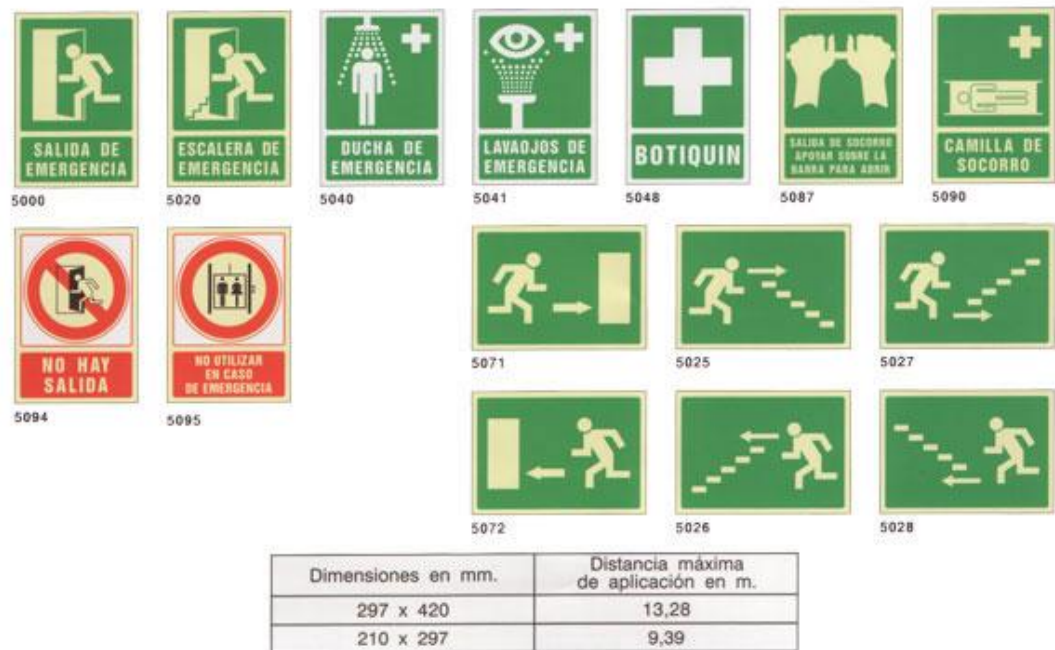 SALIDA DE
EMERGENCIA
5000
ESCALERA DE
EMERGENCIA
5020
DUCHA DE
EMERGENCIA
5040
LAVAOJOS DE
EMERGENCIA
5041
BOTIQUIN
5048
SALIDA DE SOCORRO
APOYAR SOBRE LA
BARRA PARA ABRIR
5087
CAMILLA DE
SOCORRO
5090
NO HAY
SALIDA
5094
NO UTILIZAR
EN CASO
DE EMERGENCIA
5095
5071
5025
5027
5072
5026
5028
Dimensiones en mm.
Distancia máxima
de aplicación en m.
297 x 420
13,28
210 x 297
9,39